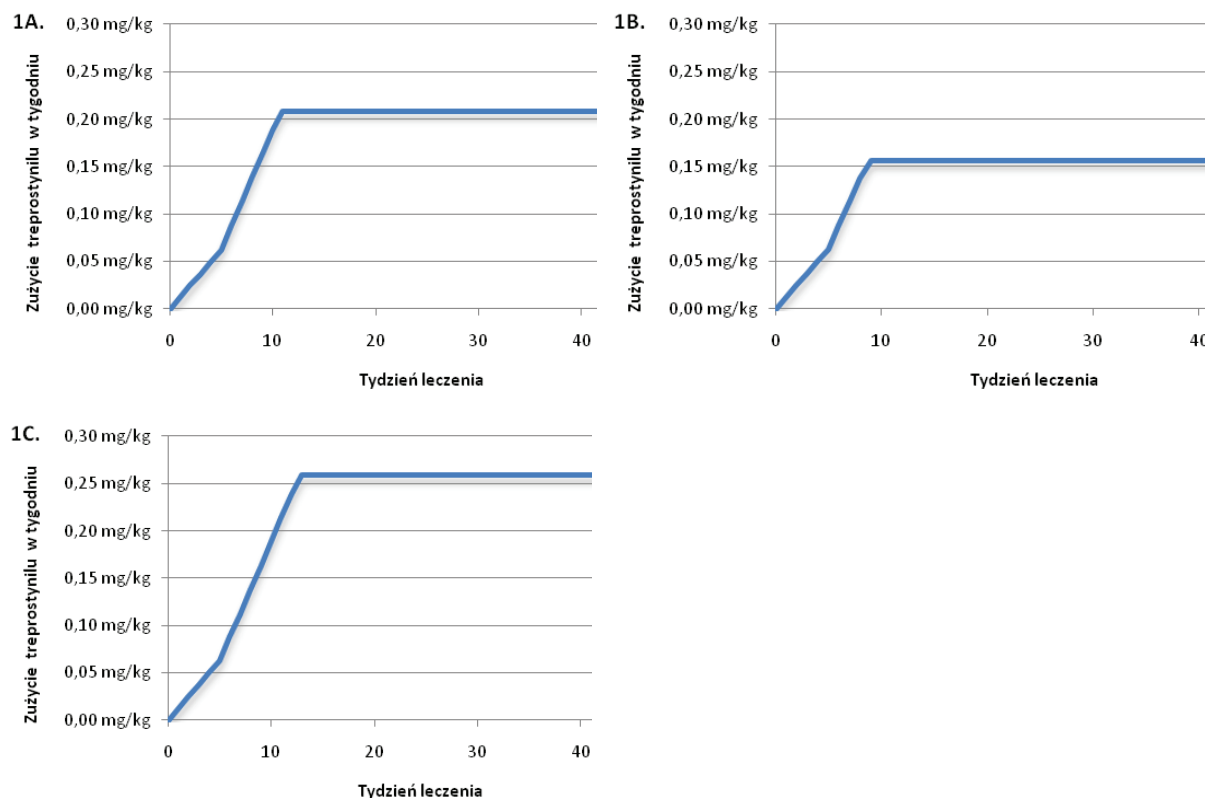 1A.
Zużycie treprostynilu w tygodniu
0,30 mg/kg
0,25 mg/kg
0,20 mg/kg
0,15 mg/kg
0,10 mg/kg
0,05 mg/kg
0,00 mg/kg
0 10 20 30 40
Tydzień leczenia
1B.
Zużycie treprostynilu w tygodniu
0,30 mg/kg
0,25 mg/kg
0,20 mg/kg
0,15 mg/kg
0,10 mg/kg
0,05 mg/kg
0,00 mg/kg
0 10 20 30 40
Tydzień leczenia
1C.
Zużycie treprostynilu w tygodniu
0,30 mg/kg
0,25 mg/kg
0,20 mg/kg
0,15 mg/kg
0,10 mg/kg
0,05 mg/kg
0,00 mg/kg
0 10 20 30 40
Tydzień leczenia